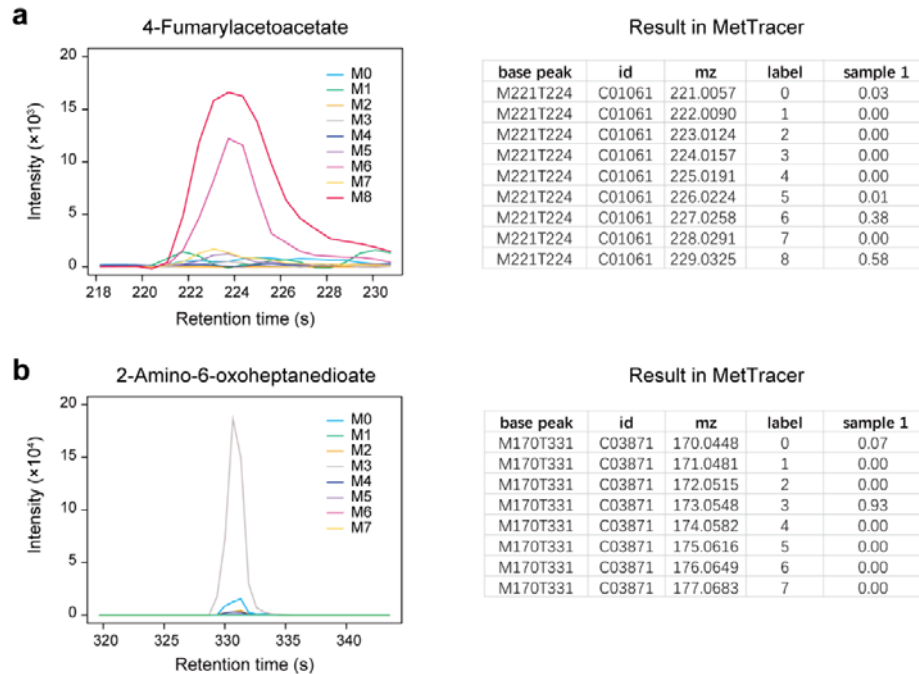 a
4-Fumarylacetoacetate
Intensity (×10³)
20
15
10
5
0
218 220 222 224 226 228 230
Retention time (s)
M0
M1
M2
M3
M4
M5
M6
M7
M8
Result in MetTracer
base peak id mz label sample 1
M221T224 C01061 221.0057 0 0.03
M221T224 C01061 222.0090 1 0.00
M221T224 C01061 223.0124 2 0.00
M221T224 C01061 224.0157 3 0.00
M221T224 C01061 225.0191 4 0.00
M221T224 C01061 226.0224 5 0.01
M221T224 C01061 227.0258 6 0.38
M221T224 C01061 228.0291 7 0.00
M221T224 C01061 229.0325 8 0.58
b
2-Amino-6-oxoheptanedioate
Intensity (×10⁴)
20
15
10
5
0
320 325 330 335 340
Retention time (s)
M0
M1
M2
M3
M4
M5
M6
M7
Result in MetTracer
base peak id mz label sample 1
M170T331 C03871 170.0448 0 0.07
M170T331 C03871 171.0481 1 0.00
M170T331 C03871 172.0515 2 0.00
M170T331 C03871 173.0548 3 0.93
M170T331 C03871 174.0582 4 0.00
M170T331 C03871 175.0616 5 0.00
M170T331 C03871 176.0649 6 0.00
M170T331 C03871 177.0683 7 0.00